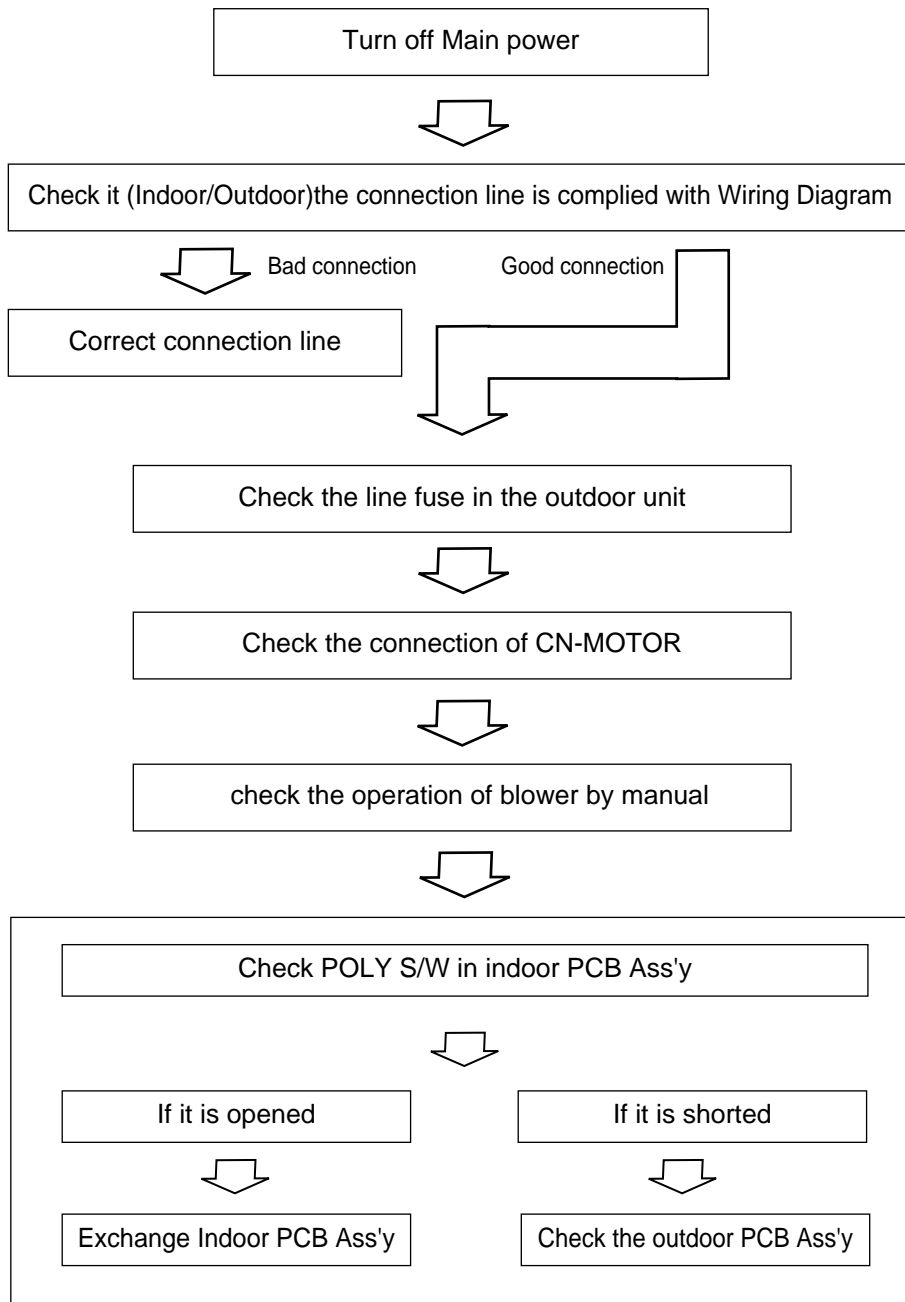 Turn off Main power
Check it (Indoor/Outdoor)the connection line is complied with Wiring Diagram
Bad connection
Good connection
Correct connection line
Check the line fuse in the outdoor unit
Check the connection of CN-MOTOR
check the operation of blower by manual
Check POLY S/W in indoor PCB Ass'y
If it is opened
If it is shorted
Exchange Indoor PCB Ass'y
Check the outdoor PCB Ass'y